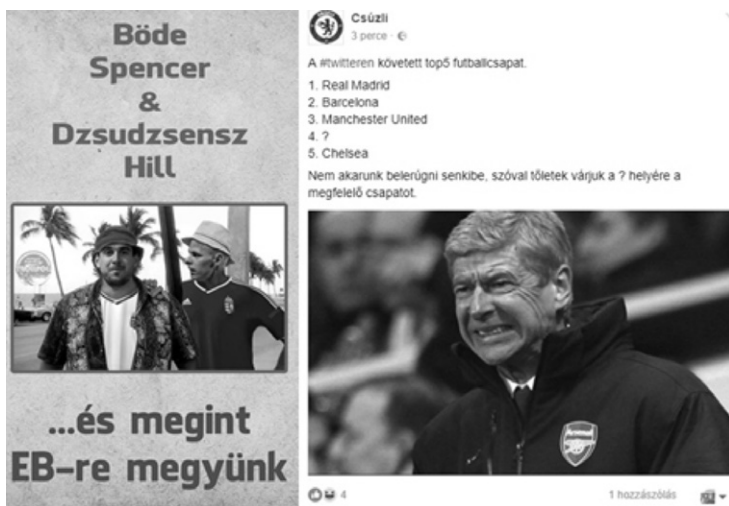 Böde
Spencer
&
Dzsudzsensz
Hill
...és megint
EB-re megyünk
Csúzli
3 perce
A #twitteren követett top5 futballcsapat.
1. Real Madrid
2. Barcelona
3. Manchester United
4. ?
5. Chelsea
Nem akarunk belerúgni senkibe, szóval tőletek várjuk a ? helyére a
megfelelő csapatot.
Arsenal
4
1 hozzászólás